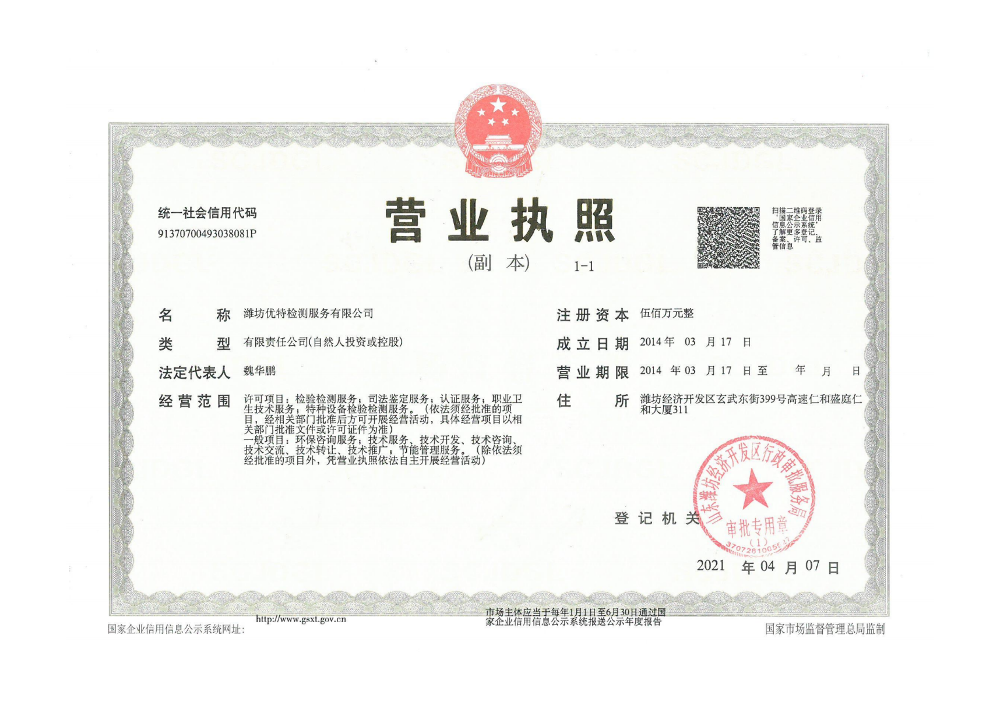 统一社会信用代码
91370700493038081P
营业执照
(副 本) 1-1
扫描二维码登录
'国家企业信用
信息公示系统'
了解更多登记、
备案、许可、监
管信息
名 称 潍坊优特检测服务有限公司
类 型 有限责任公司(自然人投资或控股)
法定代表人 魏华鹏
经营范围 许可项目：检验检测服务；司法鉴定服务；认证服务；职业卫
生技术服务；特种设备检验检测服务。（依法须经批准的项
目，经相关部门批准后方可开展经营活动，具体经营项目以相
关部门批准文件或许可证件为准）
一般项目：环保咨询服务；技术服务、技术开发、技术咨询、
技术交流、技术转让、技术推广；节能管理服务。（除依法须
经批准的项目外，凭营业执照依法自主开展经营活动）
注册资本 伍佰万元整
成立日期 2014年 03 月 17 日
营业期限 2014 年 03 月 17 日 至 年 月 日
住 所 潍坊经济开发区玄武东街399号高速仁和盛庭仁
和大厦311
登记机关
山东潍坊经济开发区行政审批服务局
审批专用章
(1)
2021 年 04 月 07 日
http://www.gsxt.gov.cn
国家企业信用信息公示系统网址：
市场主体应当于每年1月1日至6月30日通过国
家企业信用信息公示系统报送公示年度报告
国家市场监督管理总局监制